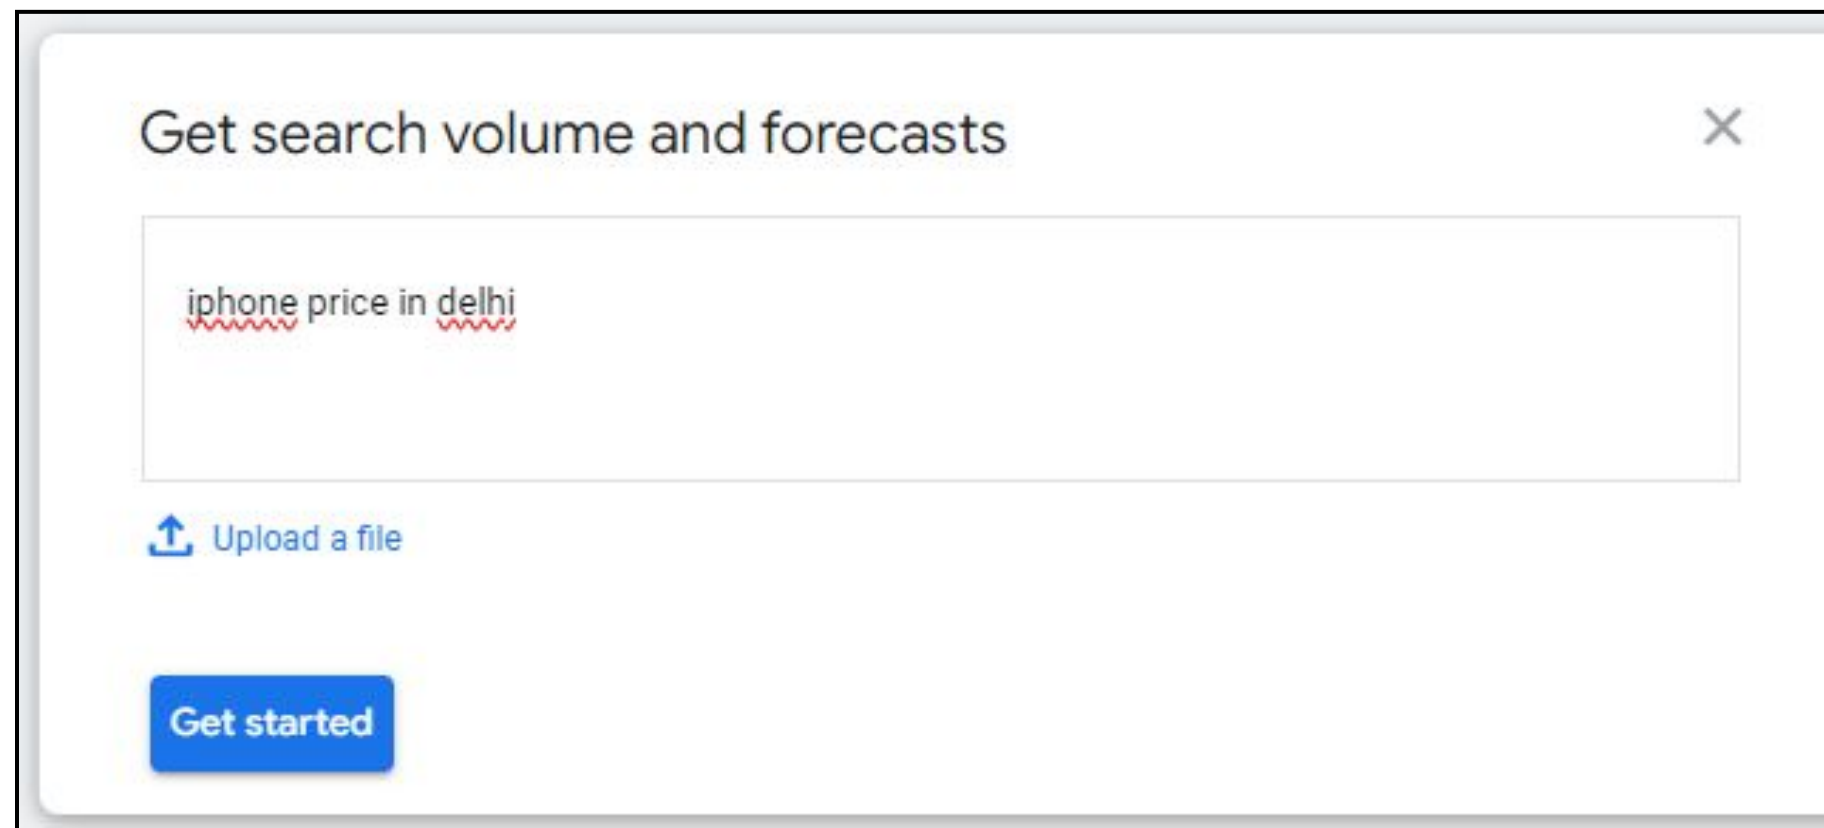 Get search volume and forecasts
iphone price in delhi
Upload a file
Get started